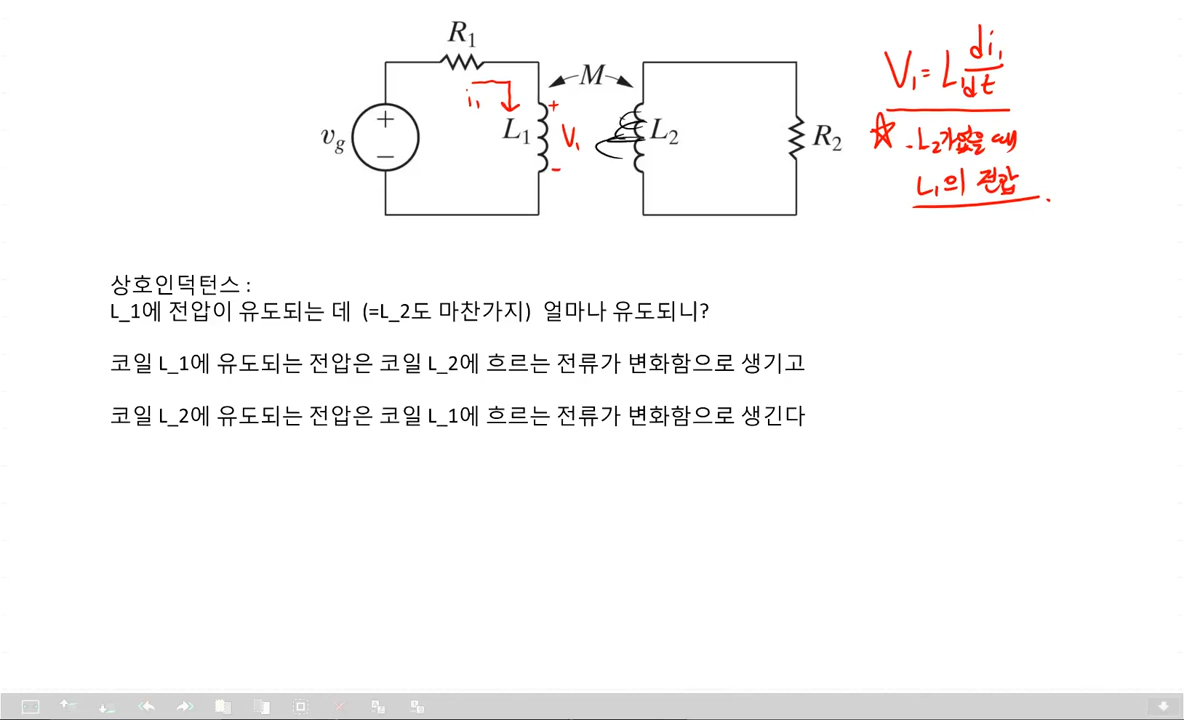 R₁
M
i₁
+
L₁
V₁
-
L₂
+
-
v_g
R₂
V₁ = L₁ di₁/dt
☆ . L₂가 없을 때
L₁의 전압.
상호인덕턴스 :
L_1에 전압이 유도되는 데 (=L_2도 마찬가지) 얼마나 유도되니?
코일 L_1에 유도되는 전압은 코일 L_2에 흐르는 전류가 변화함으로 생기고
코일 L_2에 유도되는 전압은 코일 L_1에 흐르는 전류가 변화함으로 생긴다